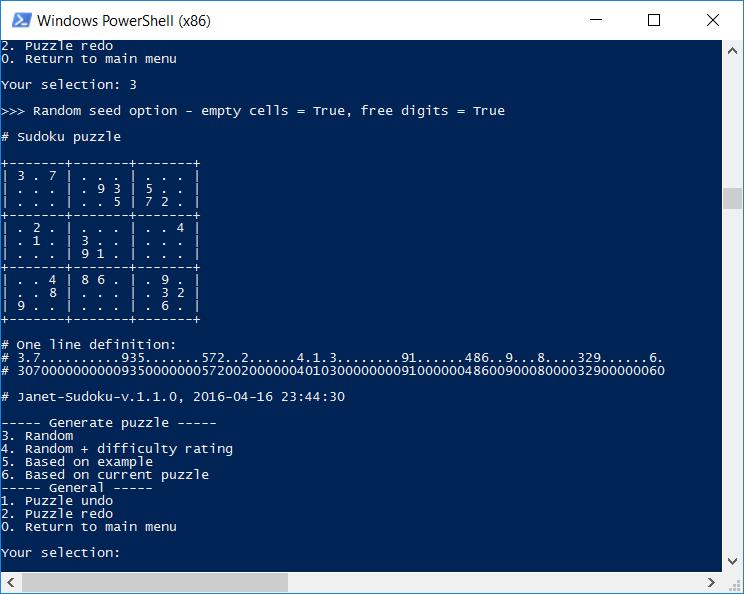 Windows PowerShell (x86)
2. Puzzle redo
0. Return to main menu
Your selection: 3
>>> Random seed option - empty cells = True, free digits = True
# Sudoku puzzle
+-------+-------+-------+
| 3 . 7 | . . . | . . . |
| . . . | . 9 3 | 5 . . |
| . . . | . . 5 | 7 2 . |
+-------+-------+-------+
| . 2 . | . . . | . . 4 |
| . 1 . | 3 . . | . . . |
| . . . | 9 1 . | . . . |
+-------+-------+-------+
| . . 4 | 8 6 . | . 9 . |
| . . 8 | . . . | . 3 2 |
| 9 . . | . . . | . 6 . |
+-------+-------+-------+
# One line definition:
# 3.7..........935.......572..2......4.1.3........91......486..9...8....329......6.
# 307000000000093500000005720020000004010300000000910000004860090008000032900000060
# Janet-Sudoku-v.1.1.0, 2016-04-16 23:44:30
----- Generate puzzle -----
3. Random
4. Random + difficulty rating
5. Based on example
6. Based on current puzzle
----- General -----
1. Puzzle undo
2. Puzzle redo
0. Return to main menu
Your selection: